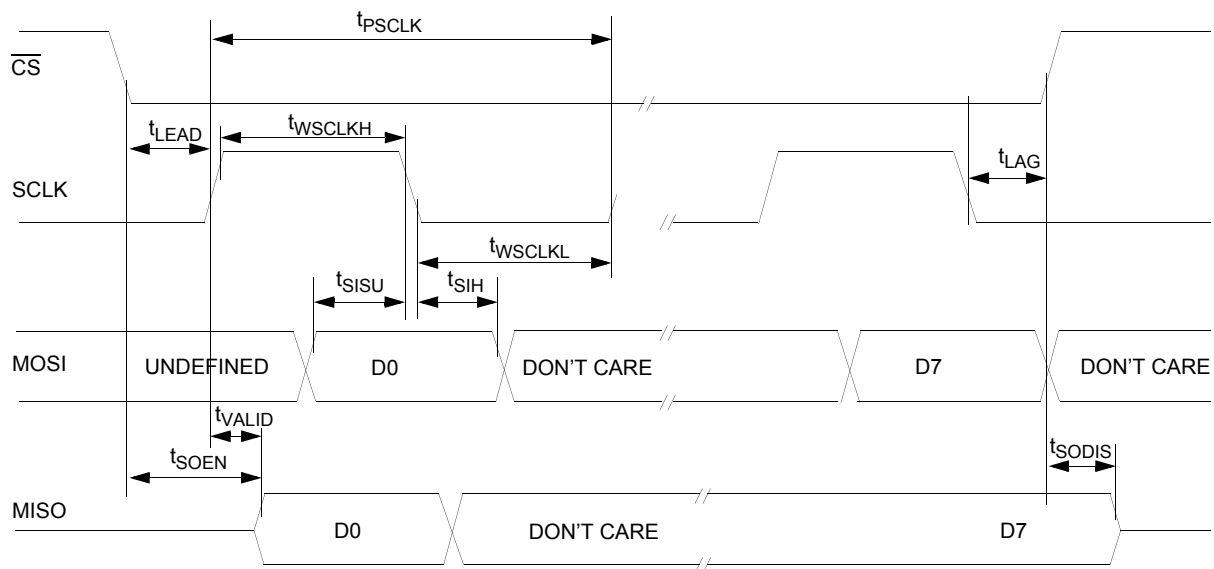 tPSCLK
CS
tLEAD
tWSCLKH
tLAG
SCLK
tWSCLKL
tSISU
tSIH
MOSI
UNDEFINED
D0
DON'T CARE
D7
DON'T CARE
tVALID
tSOEN
tSODIS
MISO
D0
DON'T CARE
D7